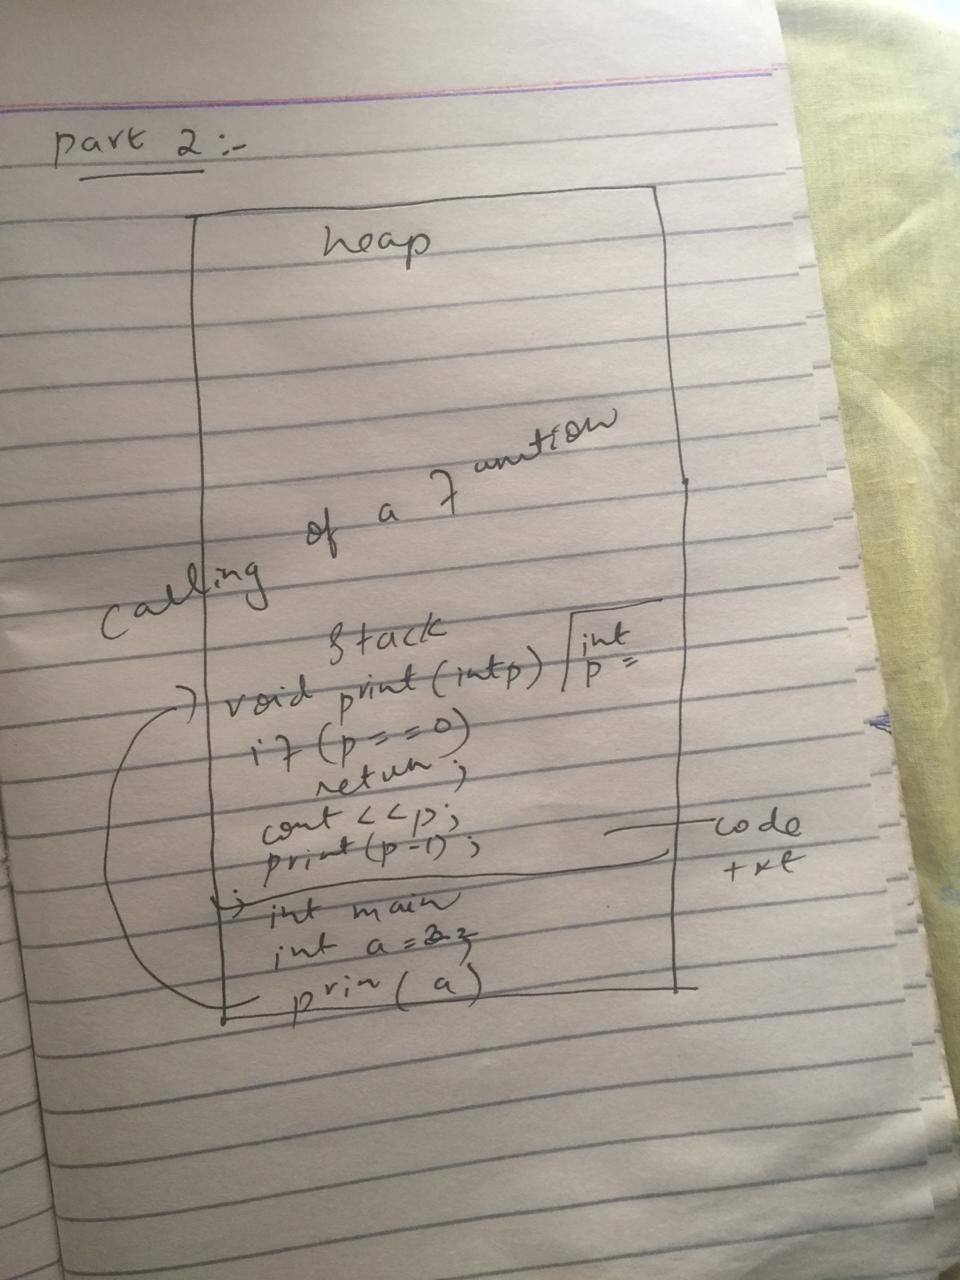 part 2 :-
heap
calling of a function
Stack
void print(intp) int
p =
if (p==0)
return;
cout <<p;
print(p-1);
code
txt
int main
int a =
prin(a)